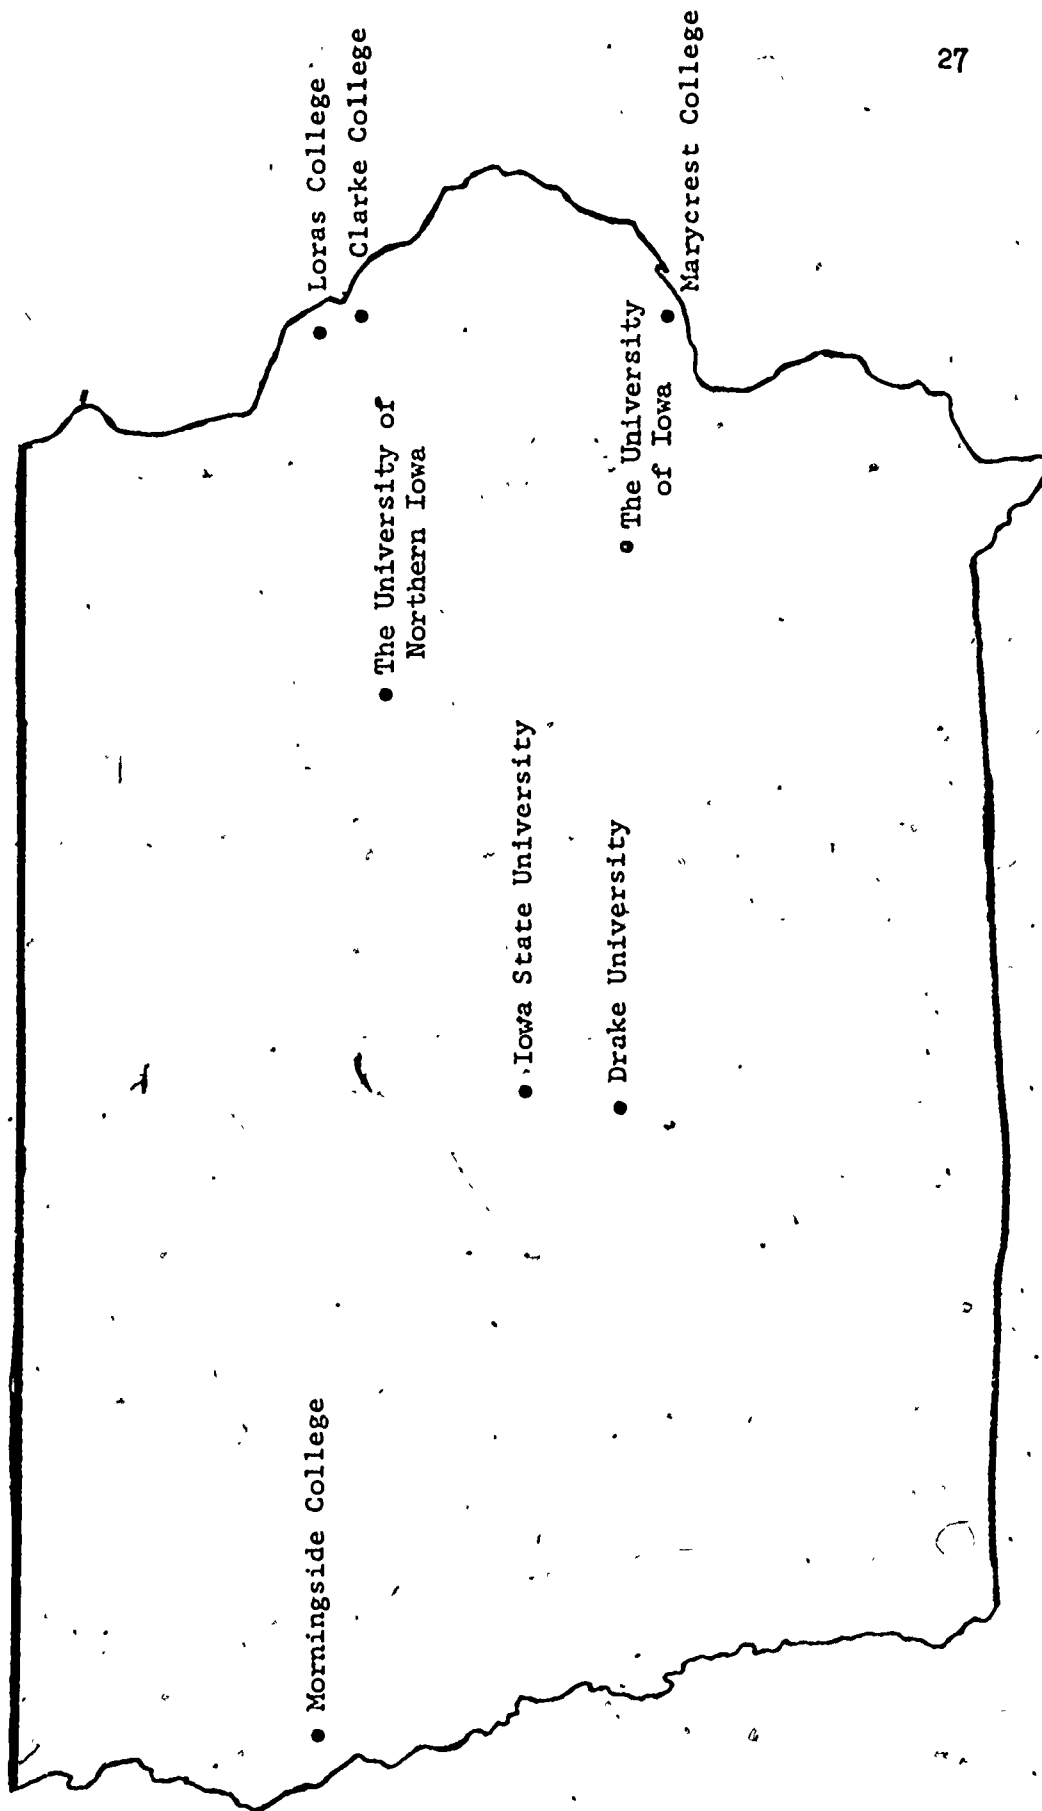 27
Loras College
Clarke College
The University of
Northern Iowa
The University
of Iowa
Marycrest College
Iowa State University
Drake University
Morningside College